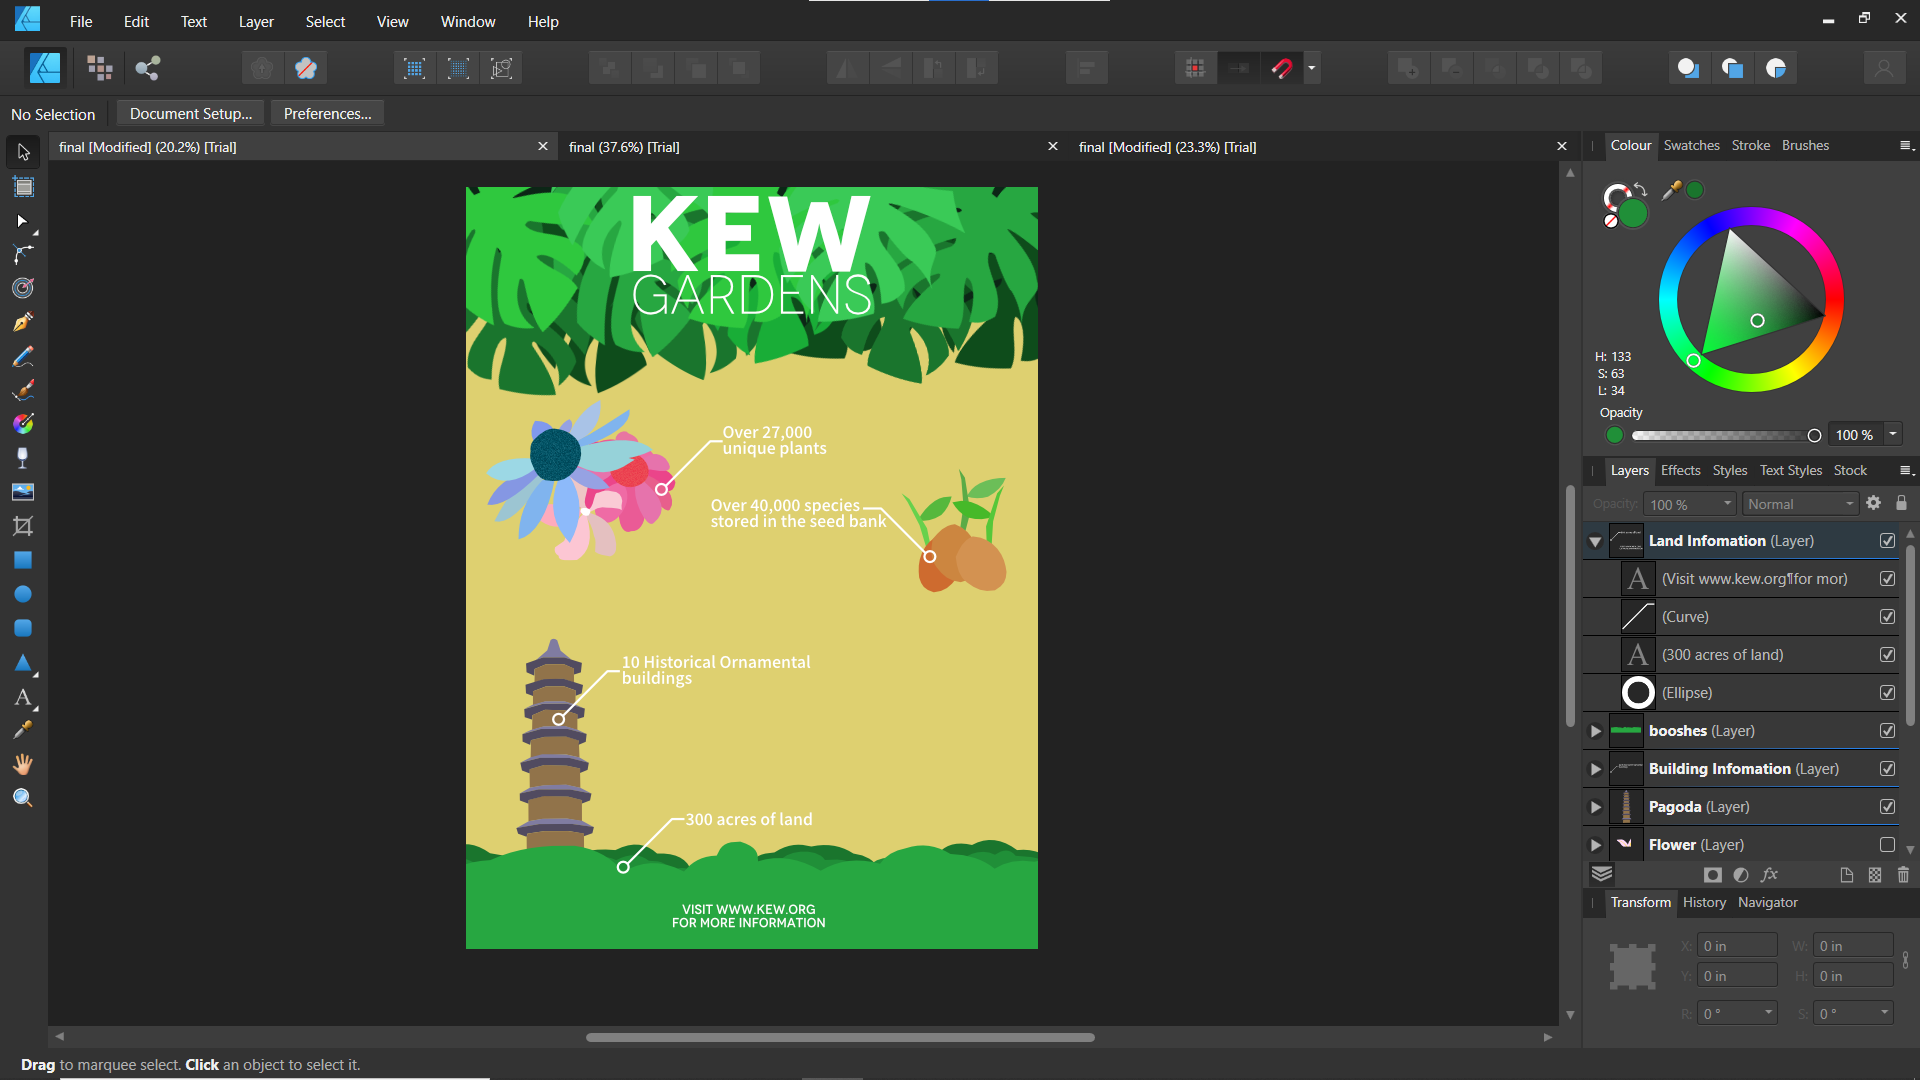 File Edit Text Layer Select View Window Help
No Selection Document Setup... Preferences...
final [Modified] (20.2%) [Trial]
final (37.6%) [Trial]
final [Modified] (23.3%) [Trial]
KEW
GARDENS
Over 27,000
unique plants
Over 40,000 species
stored in the seed bank
10 Historical Ornamental
buildings
300 acres of land
VISIT WWW.KEW.ORG
FOR MORE INFORMATION
Colour Swatches Stroke Brushes
H: 133
S: 63
L: 34
Opacity
100 %
Layers Effects Styles Text Styles Stock
Opacity: 100 % Normal
Land Infomation (Layer)
A (Visit www.kew.org¶for mor)
(Curve)
A (300 acres of land)
(Ellipse)
booshes (Layer)
Building Infomation (Layer)
Pagoda (Layer)
Flower (Layer)
fx
Transform History Navigator
X: 0 in W: 0 in
Y: 0 in H: 0 in
R: 0 ° S: 0 °
Drag to marquee select. Click an object to select it.